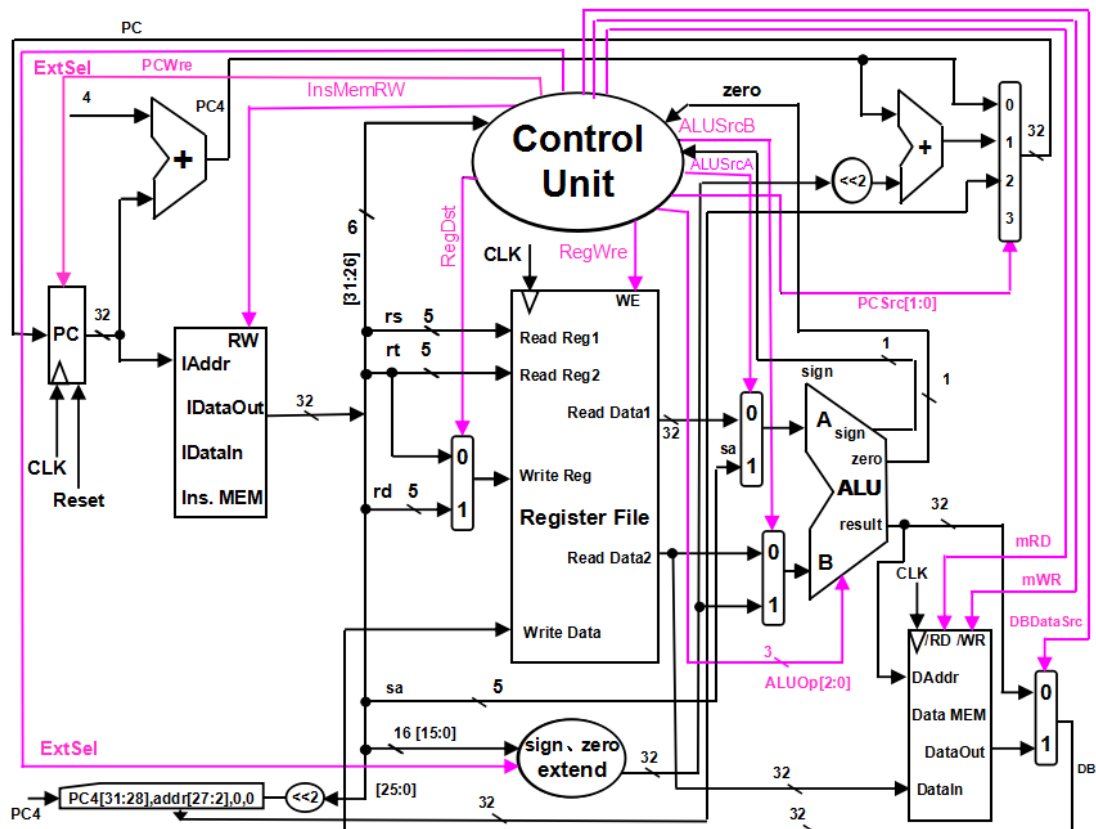 PC
ExtSel
PCWre
InsMemRW
4
PC4
+
Control
Unit
zero
ALUSrcB
ALUSrcA
<<2
+
0
1
2
3
32
PCSrc[1:0]
6
[31:26]
RegDst
CLK
RegWre
WE
PC
32
CLK
Reset
RW
IAddr
IDataOut
IDataIn
Ins. MEM
32
rs 5
rt 5
rd 5
0
1
Read Reg1
Read Reg2
Read Data1
Write Reg
Register File
Read Data2
Write Data
32
sa
0
1
0
1
sign
1
1
A
sign
zero
ALU
result
B
32
3
ALUOp[2:0]
CLK
mRD
mWR
DBDataSrc
/RD /WR
DAddr
Data MEM
DataOut
DataIn
0
1
DB
sa 5
16 [15:0]
sign、zero
extend
32
ExtSel
[25:0]
<<2
PC4[31:28],addr[27:2],0,0
PC4
32
32
32